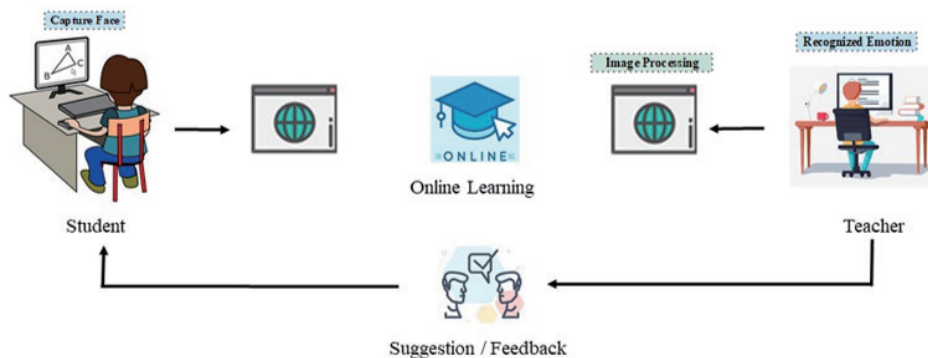 Capture Face
A
B
C
Image Processing
Recognized Emotion
ONLINE
Online Learning
Student
Teacher
Suggestion / Feedback